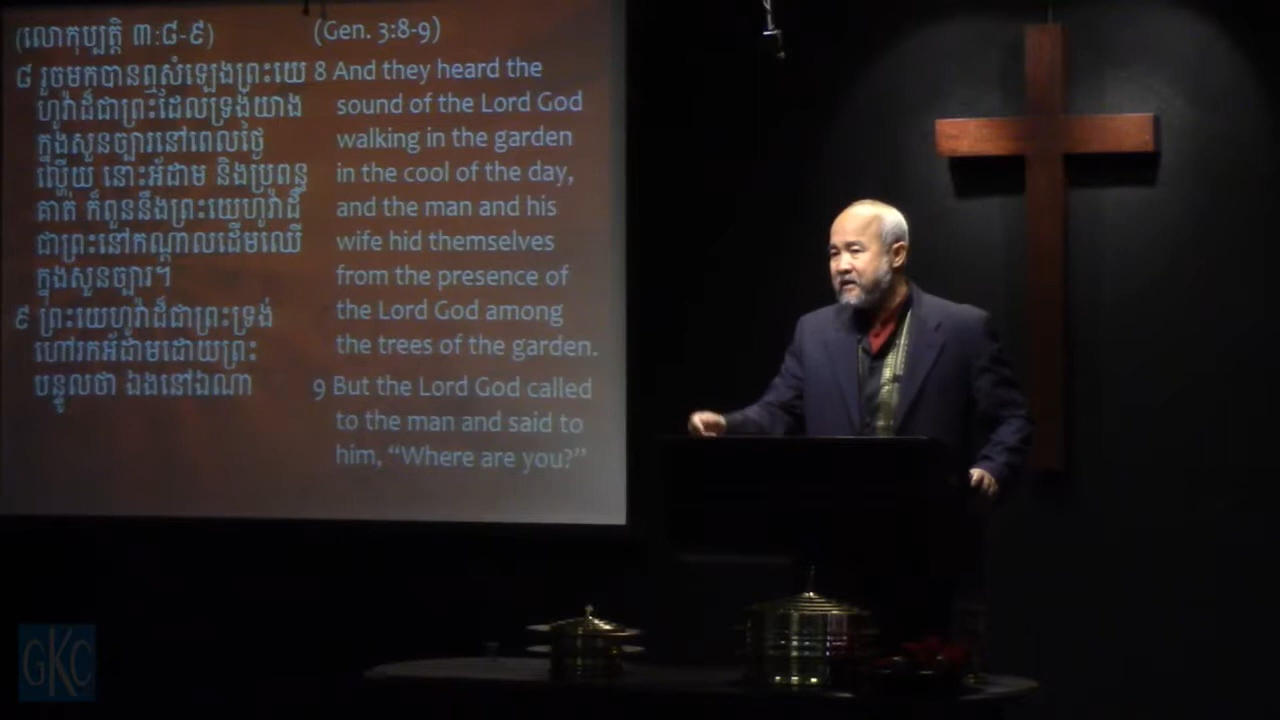 (លោកុប្បត្តិ ៣:៨-៩)
៨ រួចមកបានឮសំឡេងព្រះយេ
ហូវ៉ាដ៏ជាព្រះដែលទ្រង់យាង
ក្នុងសួនច្បារនៅពេលថ្ងៃ
ល្ហើយ នោះអ័ដាម និងប្រពន្ធ
គាត់ ក៏ពួននឹងព្រះយេហូវ៉ាដ៏
ជាព្រះនៅកណ្តាលដើមឈើ
ក្នុងសួនច្បារ។
៩ ព្រះយេហូវ៉ាដ៏ជាព្រះទ្រង់
ហៅរកអ័ដាមដោយព្រះ
បន្ទូលថា ឯងនៅឯណា
(Gen. 3:8-9)
8 And they heard the
sound of the Lord God
walking in the garden
in the cool of the day,
and the man and his
wife hid themselves
from the presence of
the Lord God among
the trees of the garden.
9 But the Lord God called
to the man and said to
him, “Where are you?”
GKC